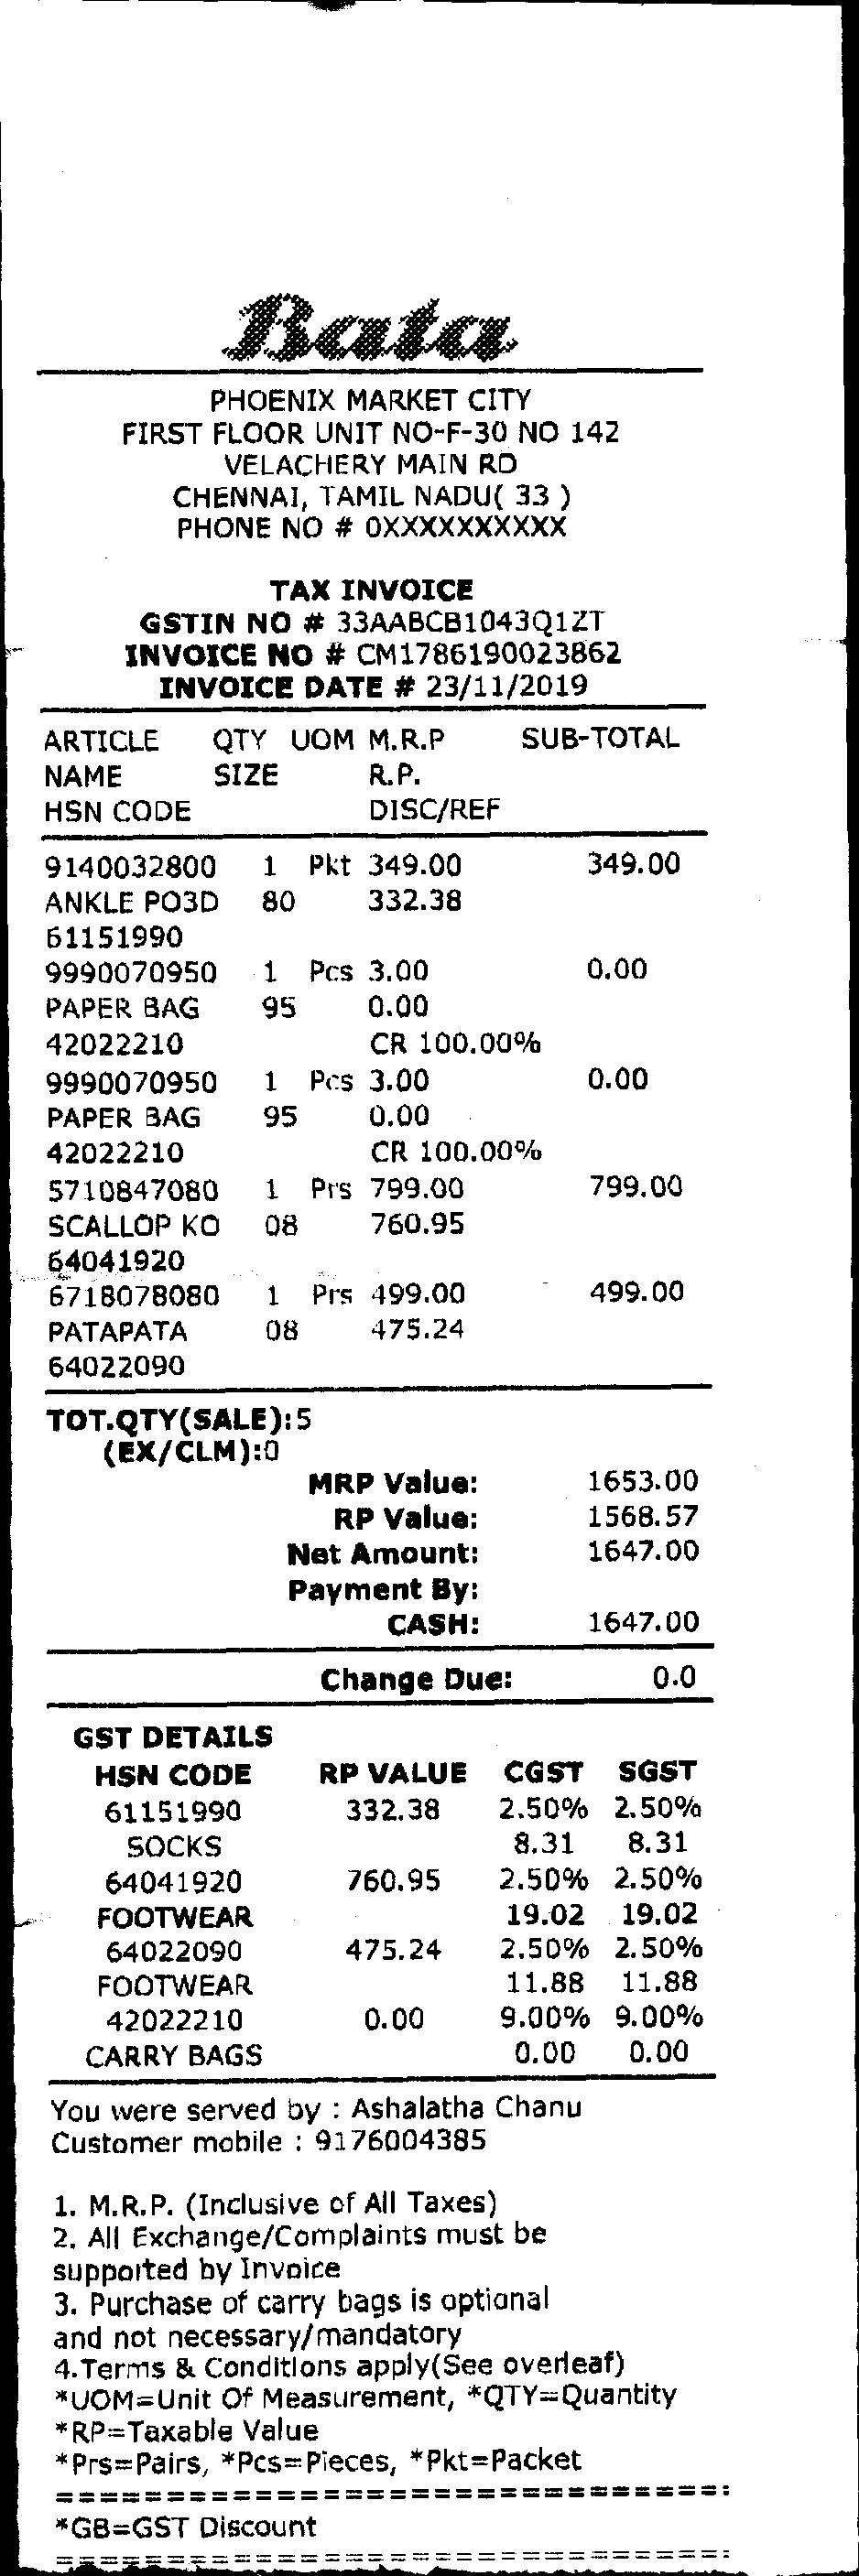 Bata
PHOENIX MARKET CITY
FIRST FLOOR UNIT NO-F-30 NO 142
VELACHERY MAIN RD
CHENNAI, TAMIL NADU( 33 )
PHONE NO # 0XXXXXXXXXX
TAX INVOICE
GSTIN NO # 33AABCB1043Q1ZT
INVOICE NO # CM1786190023862
INVOICE DATE # 23/11/2019
ARTICLE QTY UOM M.R.P SUB-TOTAL
NAME SIZE R.P.
HSN CODE DISC/REF
9140032800 1 Pkt 349.00 349.00
ANKLE PO3D 80 332.38
61151990
9990070950 1 Pcs 3.00 0.00
PAPER BAG 95 0.00
42022210 CR 100.00%
9990070950 1 Pcs 3.00 0.00
PAPER BAG 95 0.00
42022210 CR 100.00%
5710847080 1 Prs 799.00 799.00
SCALLOP KO 08 760.95
64041920
6718078080 1 Prs 499.00 499.00
PATAPATA 08 475.24
64022090
TOT.QTY(SALE):5
(EX/CLM):0
MRP Value: 1653.00
RP Value: 1568.57
Net Amount: 1647.00
Payment By:
CASH: 1647.00
Change Due: 0.0
GST DETAILS
HSN CODE RP VALUE CGST SGST
61151990 332.38 2.50% 2.50%
SOCKS 8.31 8.31
64041920 760.95 2.50% 2.50%
FOOTWEAR 19.02 19.02
64022090 475.24 2.50% 2.50%
FOOTWEAR 11.88 11.88
42022210 0.00 9.00% 9.00%
CARRY BAGS 0.00 0.00
You were served by : Ashalatha Chanu
Customer mobile : 9176004385
1. M.R.P. (Inclusive of All Taxes)
2. All Exchange/Complaints must be
supported by Invoice
3. Purchase of carry bags is optional
and not necessary/mandatory
4.Terms & Conditions apply(See overleaf)
*UOM=Unit Of Measurement, *QTY=Quantity
*RP=Taxable Value
*Prs=Pairs, *Pcs=Pieces, *Pkt=Packet
==============================:
*GB=GST Discount
==============================: